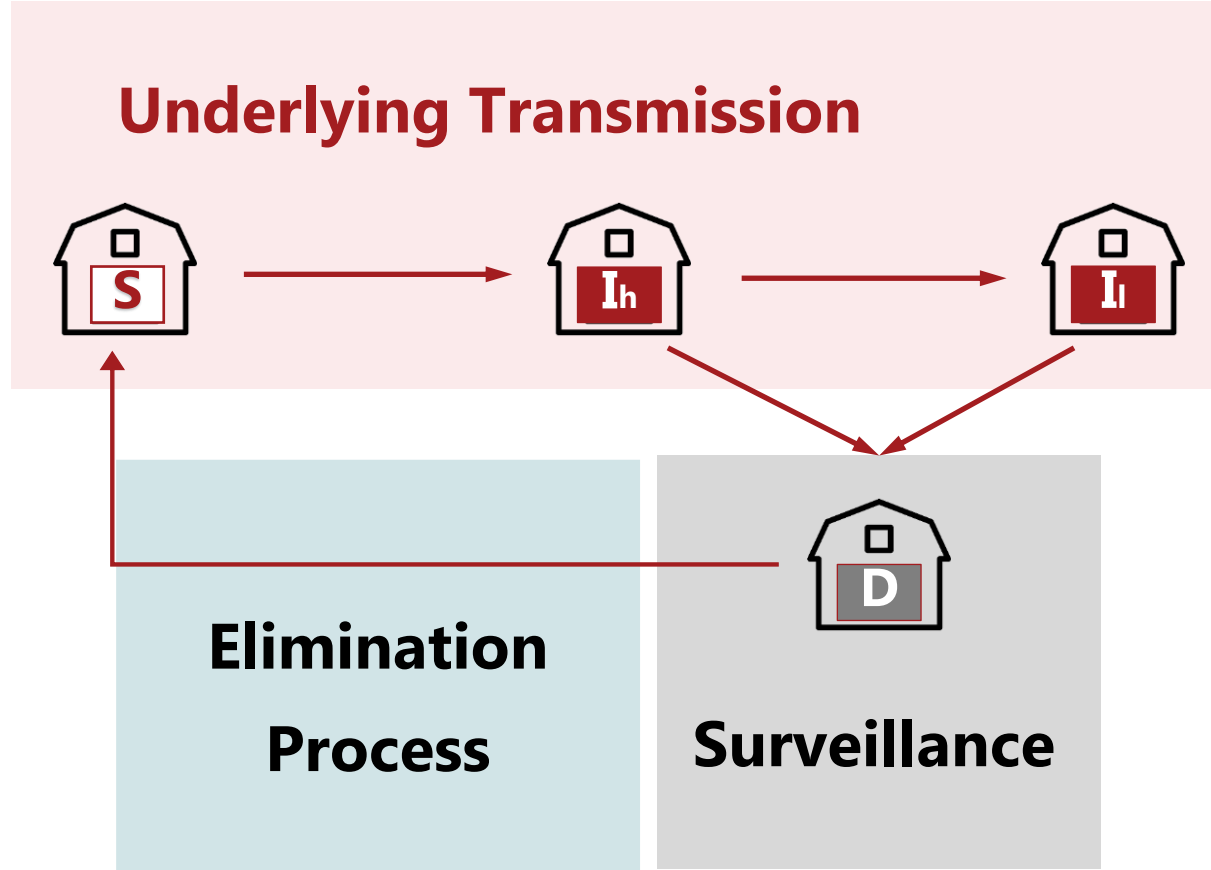 Underlying Transmission
S
Ih
Il
D
Elimination
Process
Surveillance